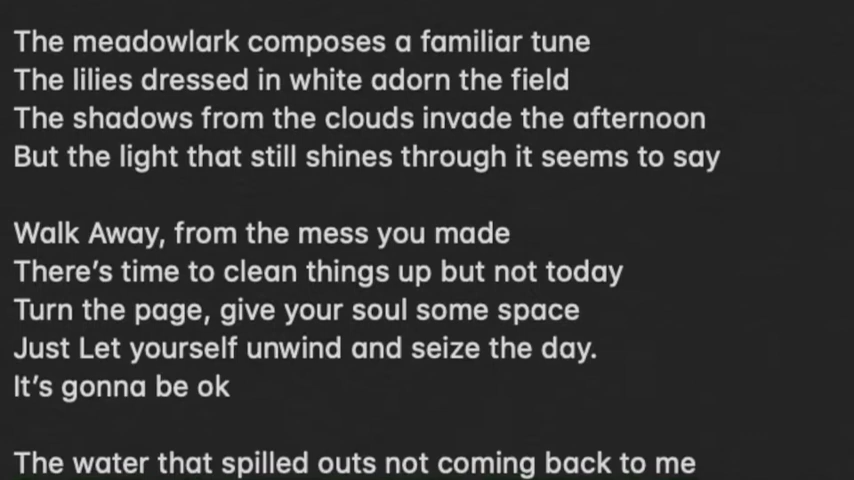 The meadowlark composes a familiar tune
The lilies dressed in white adorn the field
The shadows from the clouds invade the afternoon
But the light that still shines through it seems to say
Walk Away, from the mess you made
There's time to clean things up but not today
Turn the page, give your soul some space
Just Let yourself unwind and seize the day.
It's gonna be ok
The water that spilled outs not coming back to me